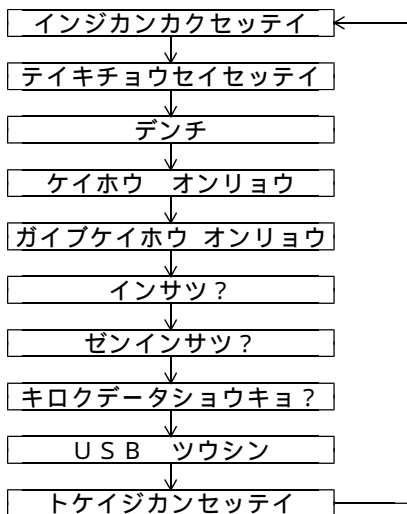 インジカンカクセッテイ
テイキチョウセイセッテイ
デンチ
ケイホウ　オンリョウ
ガイブケイホウ オンリョウ
インサツ？
ゼンインサツ？
キロクデータショウキョ？
ＵＳＢ　ツウシン
トケイジカンセッテイ